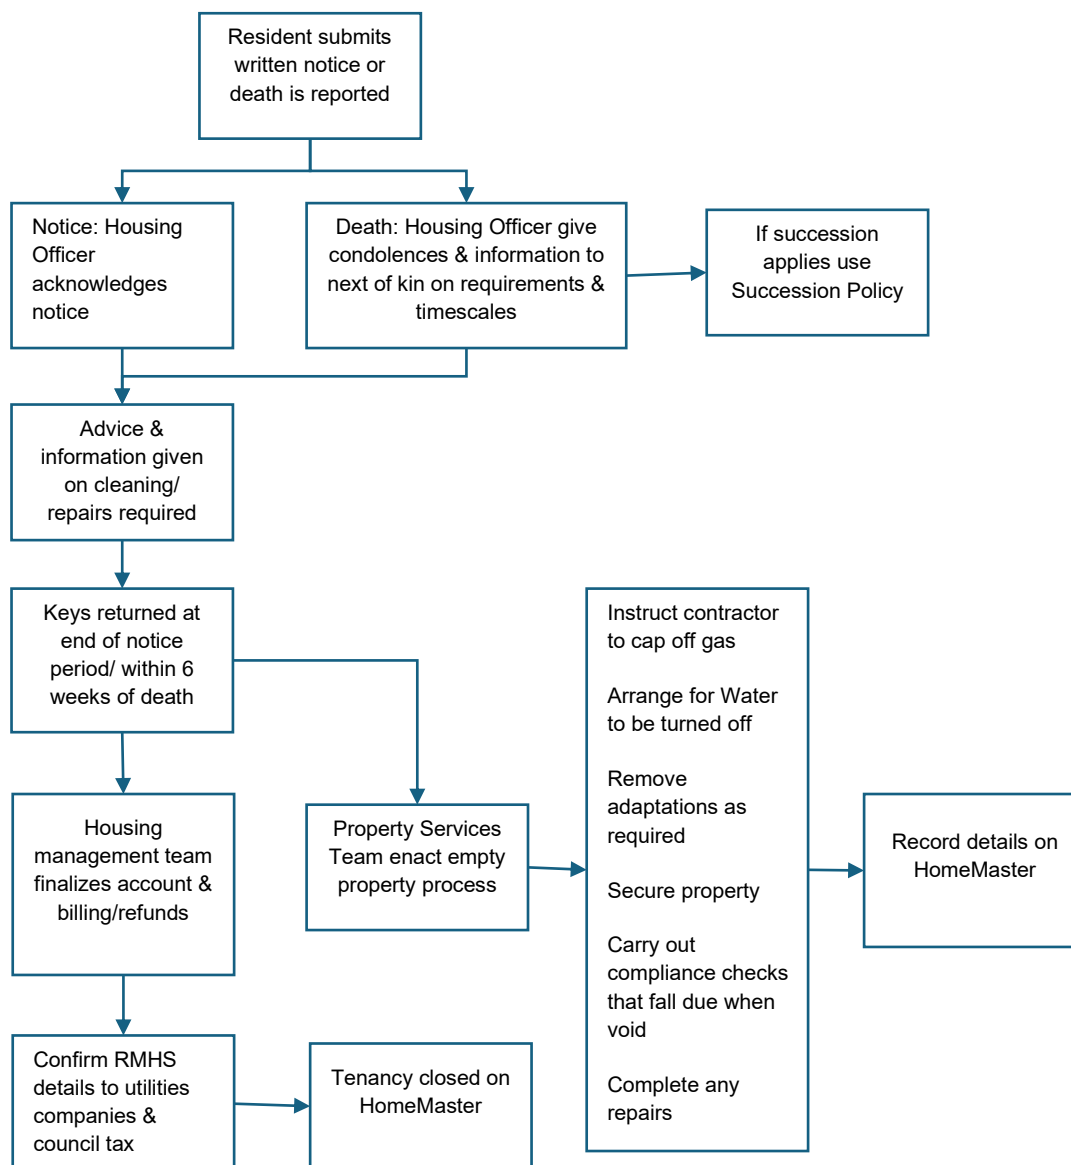 Resident submits
written notice or
death is reported
Notice: Housing
Officer
acknowledges
notice
Death: Housing Officer give
condolences & information to
next of kin on requirements &
timescales
If succession
applies use
Succession Policy
Advice &
information given
on cleaning/
repairs required
Keys returned at
end of notice
period/ within 6
weeks of death
Housing
management team
finalizes account &
billing/refunds
Property Services
Team enact empty
property process
Instruct contractor
to cap off gas
Arrange for Water
to be turned off
Remove
adaptations as
required
Secure property
Carry out
compliance checks
that fall due when
void
Complete any
repairs
Record details on
HomeMaster
Confirm RMHS
details to utilities
companies &
council tax
Tenancy closed on
HomeMaster